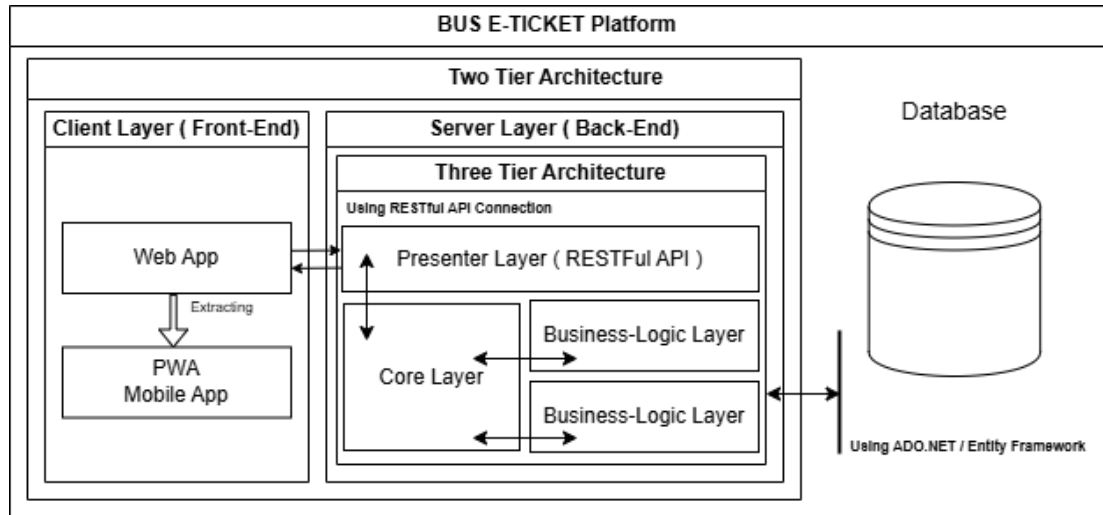 BUS E-TICKET Platform
Two Tier Architecture
Client Layer ( Front-End)
Server Layer ( Back-End)
Database
Three Tier Architecture
Using RESTful API Connection
Web App
Presenter Layer ( RESTFul API )
Extracting
PWA
Mobile App
Core Layer
Business-Logic Layer
Business-Logic Layer
Using ADO.NET / Entity Framework